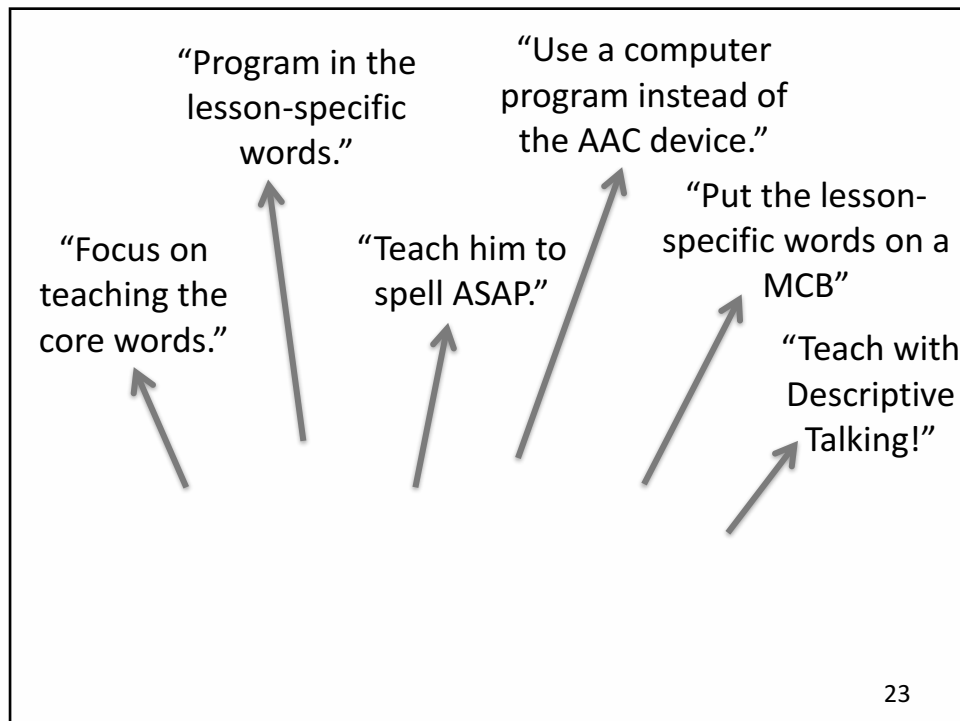 “Program in the
lesson-specific
words.”
“Use a computer
program instead of
the AAC device.”
“Focus on
teaching the
core words.”
“Teach him to
spell ASAP.”
“Put the lesson-
specific words on a
MCB”
“Teach with
Descriptive
Talking!”
23